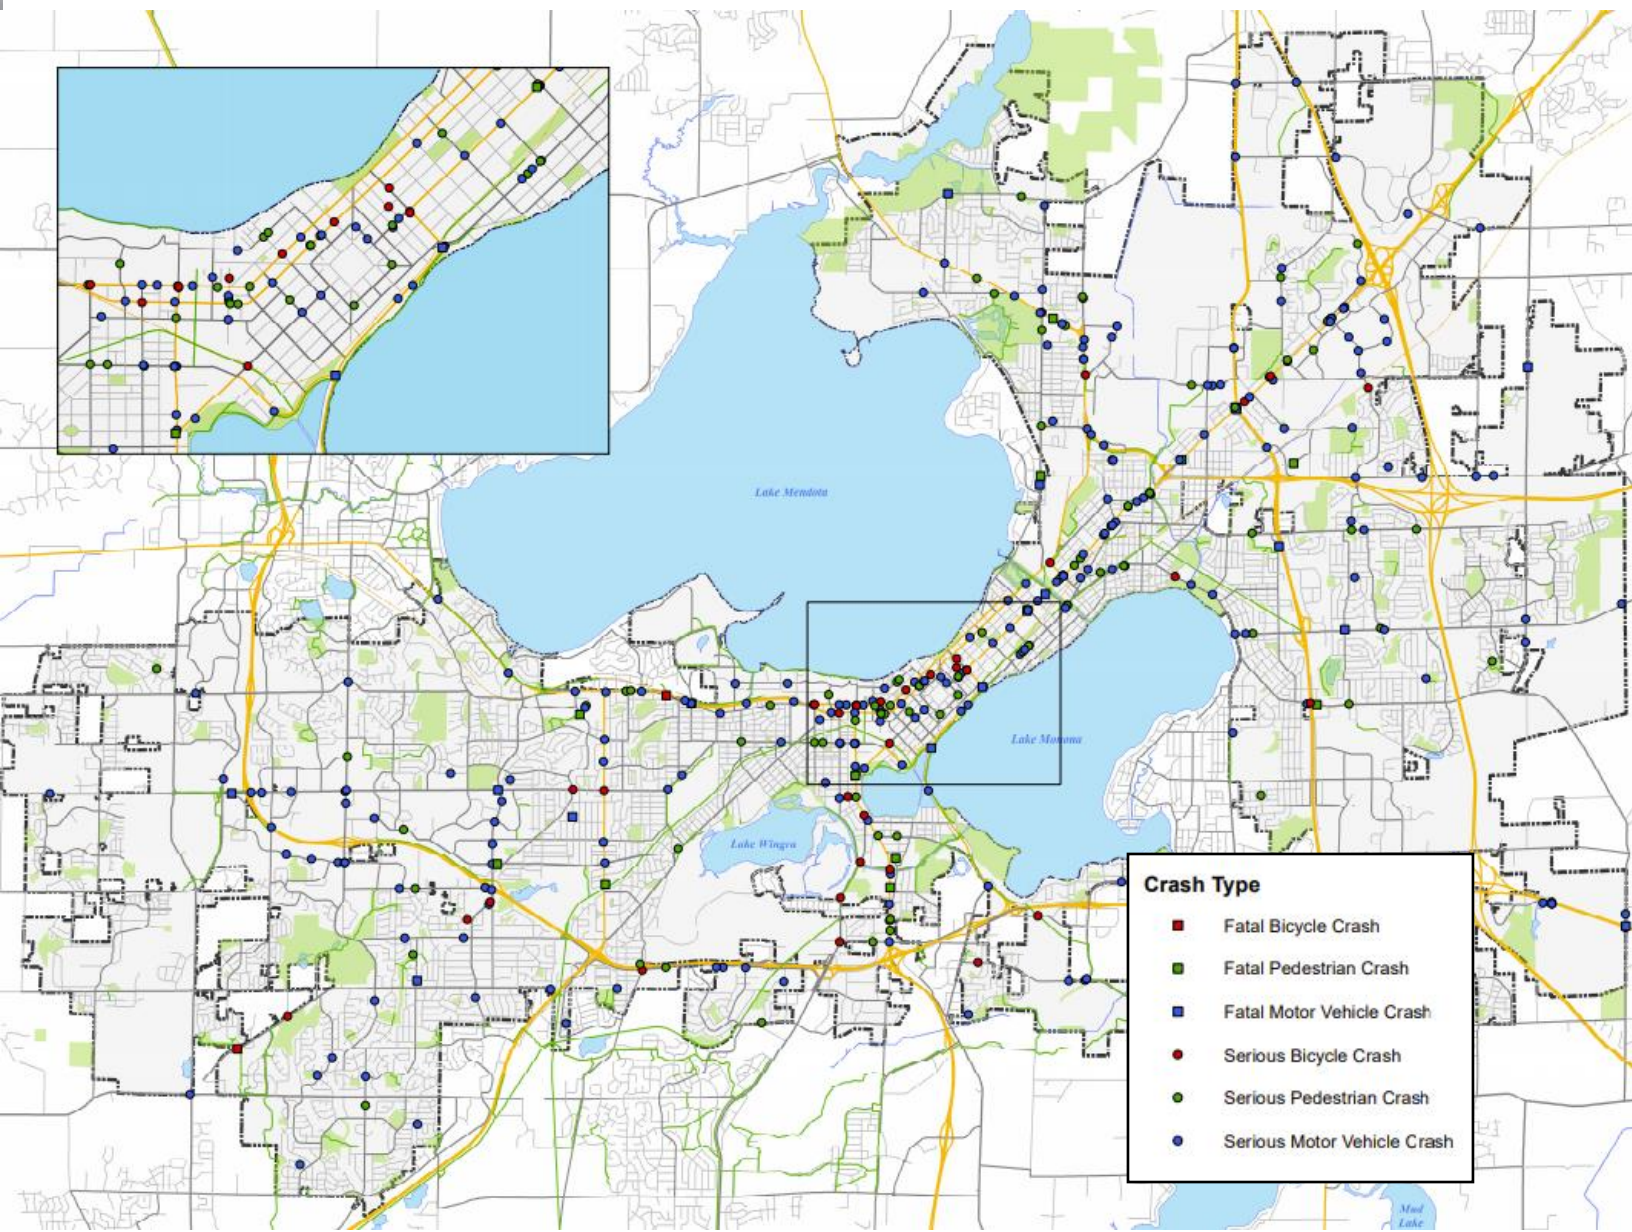 Lake Mendota
Lake Monona
Lake Wingra
Crash Type
Fatal Bicycle Crash
Fatal Pedestrian Crash
Fatal Motor Vehicle Crash
Serious Bicycle Crash
Serious Pedestrian Crash
Serious Motor Vehicle Crash
Mud
Lake